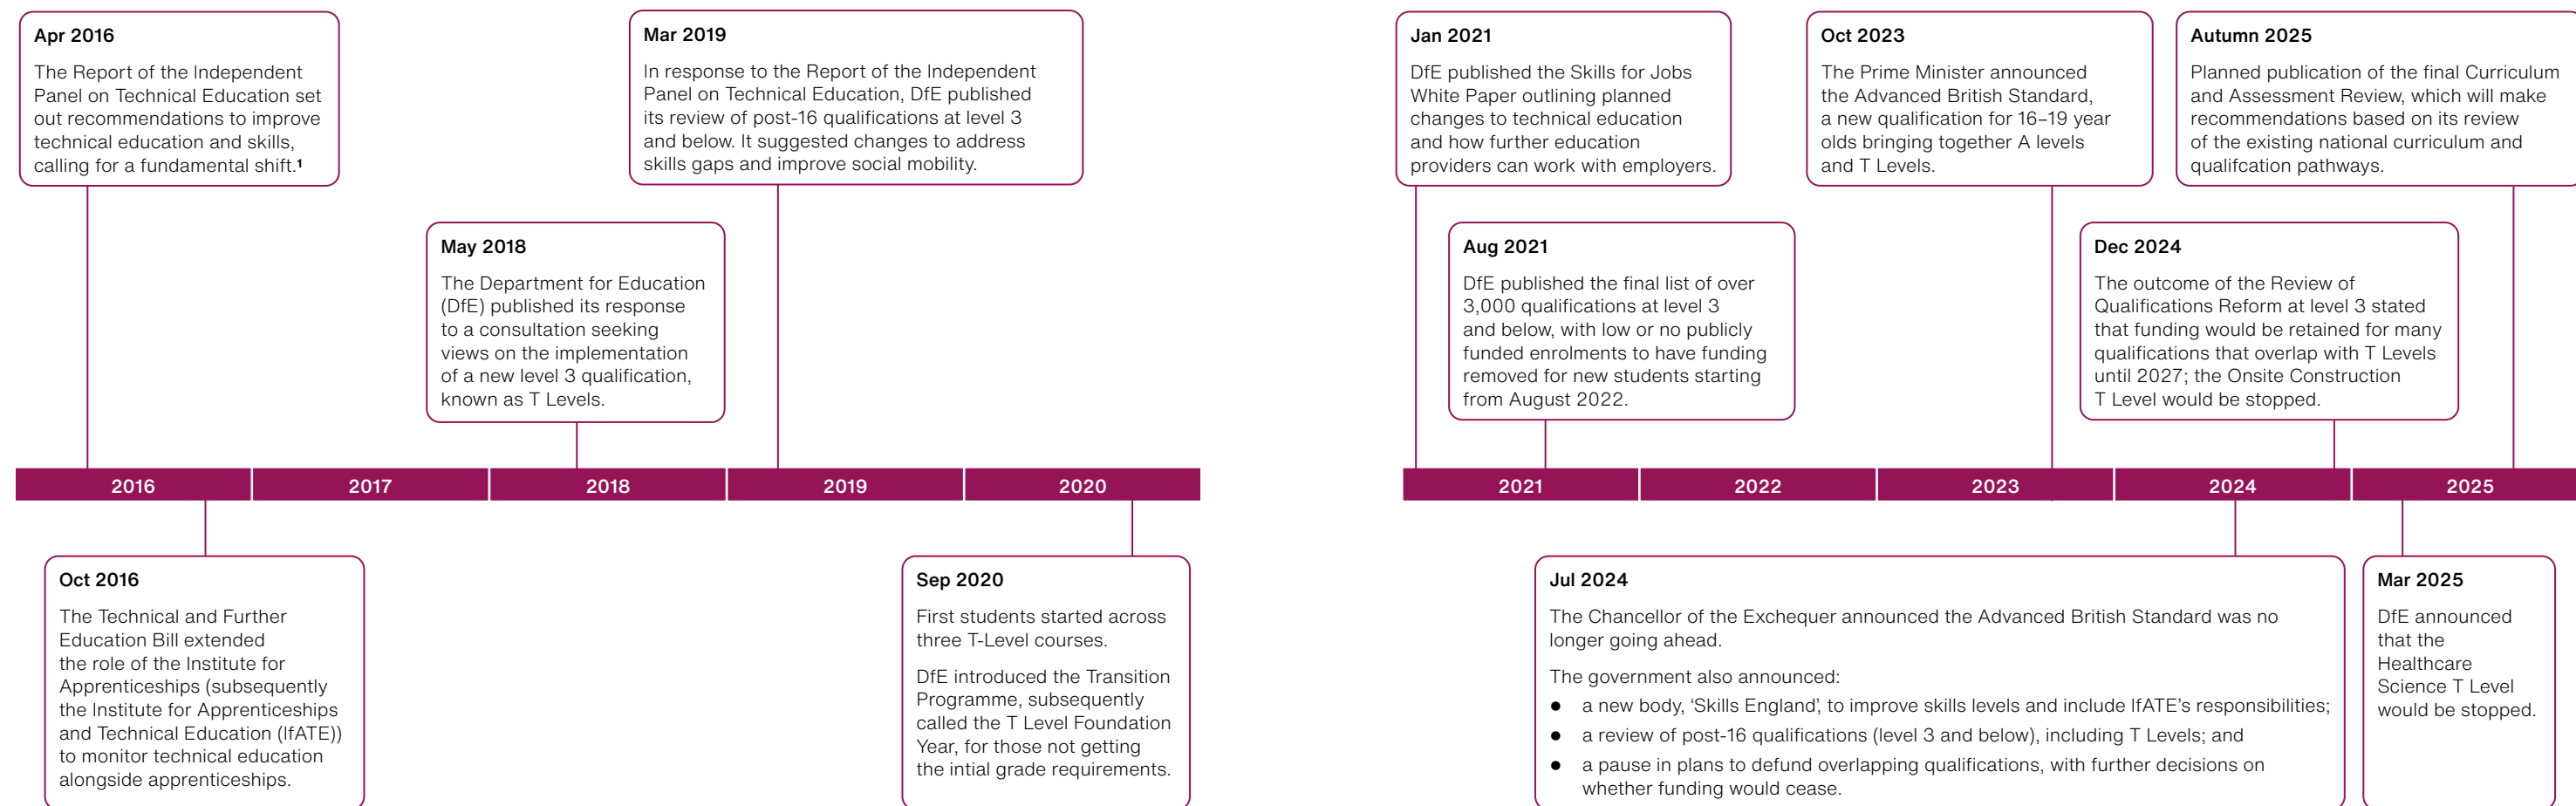 Apr 2016
The Report of the Independent
Panel on Technical Education set
out recommendations to improve
technical education and skills,
calling for a fundamental shift.1
Mar 2019
In response to the Report of the Independent
Panel on Technical Education, DfE published
its review of post-16 qualifications at level 3
and below. It suggested changes to address
skills gaps and improve social mobility.
Jan 2021
DfE published the Skills for Jobs
White Paper outlining planned
changes to technical education
and how further education
providers can work with employers.
Oct 2023
The Prime Minister announced
the Advanced British Standard,
a new qualification for 16–19 year
olds bringing together A levels
and T Levels.
Autumn 2025
Planned publication of the final Curriculum
and Assessment Review, which will make
recommendations based on its review
of the existing national curriculum and
qualifcation pathways.
May 2018
The Department for Education
(DfE) published its response
to a consultation seeking
views on the implementation
of a new level 3 qualification,
known as T Levels.
Aug 2021
DfE published the final list of over
3,000 qualifications at level 3
and below, with low or no publicly
funded enrolments to have funding
removed for new students starting
from August 2022.
Dec 2024
The outcome of the Review of
Qualifications Reform at level 3 stated
that funding would be retained for many
qualifications that overlap with T Levels
until 2027; the Onsite Construction
T Level would be stopped.
2016 2017 2018 2019 2020 2021 2022 2023 2024 2025
Oct 2016
The Technical and Further
Education Bill extended
the role of the Institute for
Apprenticeships (subsequently
the Institute for Apprenticeships
and Technical Education (IfATE))
to monitor technical education
alongside apprenticeships.
Sep 2020
First students started across
three T-Level courses.
DfE introduced the Transition
Programme, subsequently
called the T Level Foundation
Year, for those not getting
the intial grade requirements.
Jul 2024
The Chancellor of the Exchequer announced the Advanced British Standard was no
longer going ahead.
The government also announced:
● a new body, ‘Skills England’, to improve skills levels and include IfATE’s responsibilities;
● a review of post-16 qualifications (level 3 and below), including T Levels; and
● a pause in plans to defund overlapping qualifications, with further decisions on
whether funding would cease.
Mar 2025
DfE announced
that the
Healthcare
Science T Level
would be stopped.